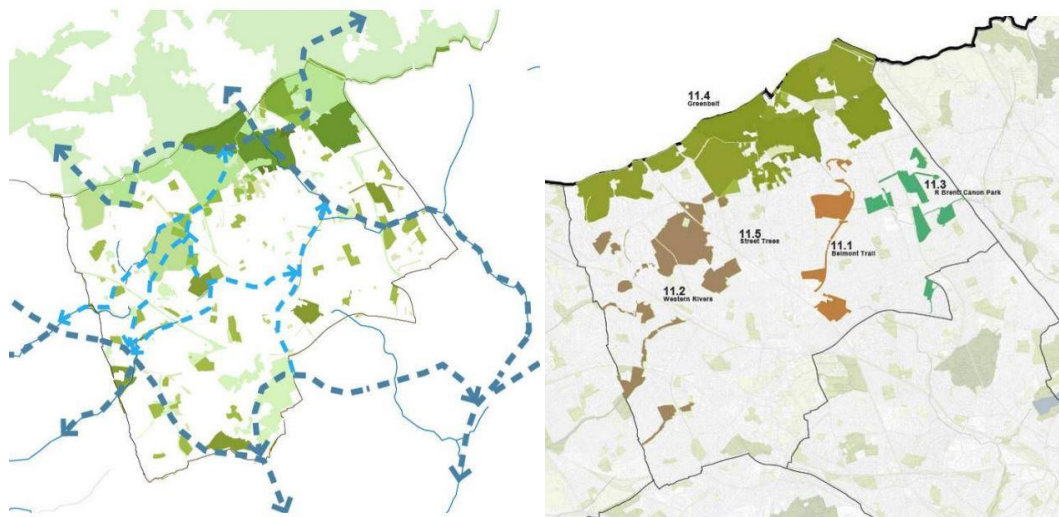 11.4
Greenbelt
11.3
R Brent/ Canon Park
11.5
Street Trees
11.1
Belmont Trail
11.2
Western Rivers